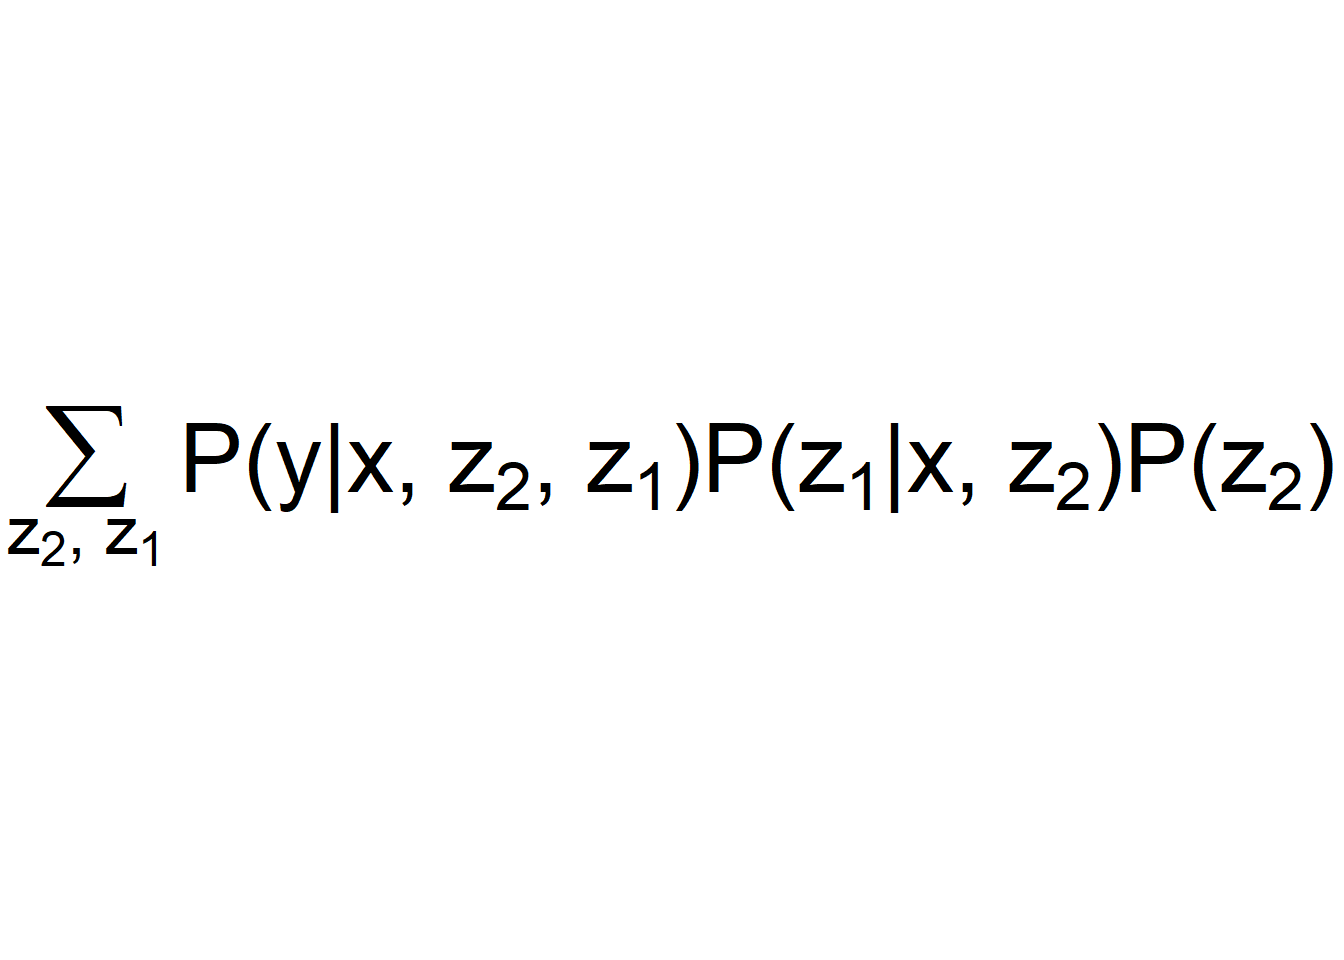 ∑ P(y|x, z₂, z₁)P(z₁|x, z₂)P(z₂)
z₂, z₁